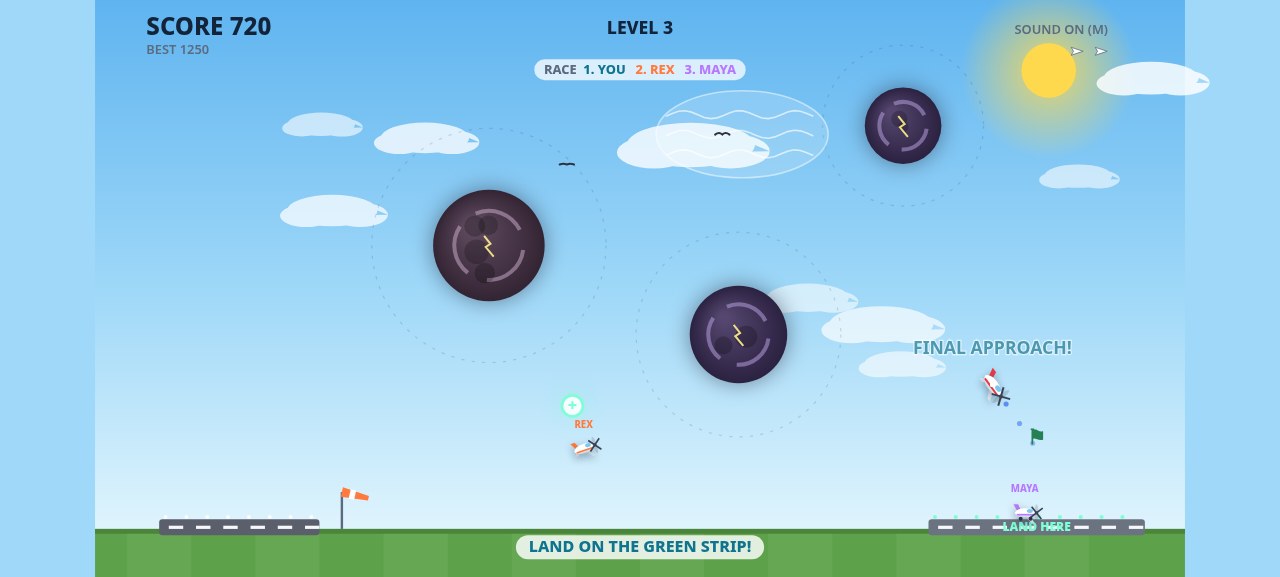 SCORE 720
BEST 1250
LEVEL 3
SOUND ON (M)
RACE 1. YOU 2. REX 3. MAYA
FINAL APPROACH!
REX
MAYA
LAND HERE
LAND ON THE GREEN STRIP!